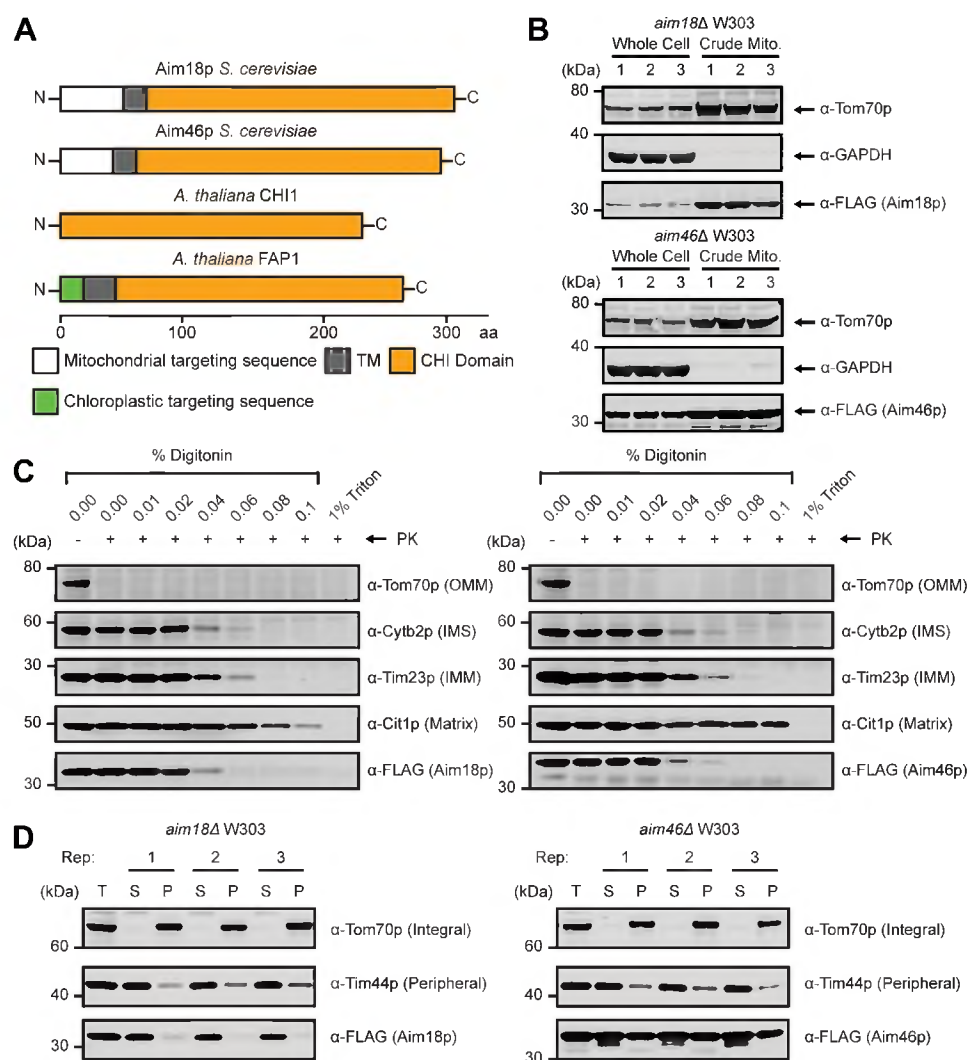 A
Aim18p S. cerevisiae
N
C
Aim46p S. cerevisiae
N
C
A. thaliana CHI1
N
C
A. thaliana FAP1
N
C
0 100 200 300 aa
Mitochondrial targeting sequence TM CHI Domain
Chloroplastic targeting sequence
B
aim18Δ W303
Whole Cell Crude Mito.
(kDa) 1 2 3 1 2 3
80
α-Tom70p
40
α-GAPDH
30
α-FLAG (Aim18p)
aim46Δ W303
Whole Cell Crude Mito.
(kDa) 1 2 3 1 2 3
80
α-Tom70p
40
α-GAPDH
30
α-FLAG (Aim46p)
C
% Digitonin
0.00 0.00 0.01 0.02 0.04 0.06 0.08 0.1 1% Triton
(kDa) - + + + + + + + + PK
80
α-Tom70p (OMM)
60
α-Cytb2p (IMS)
30
α-Tim23p (IMM)
50
α-Cit1p (Matrix)
30
α-FLAG (Aim18p)
% Digitonin
0.00 0.00 0.01 0.02 0.04 0.06 0.08 0.1 1% Triton
(kDa) - + + + + + + + + PK
80
α-Tom70p (OMM)
60
α-Cytb2p (IMS)
30
α-Tim23p (IMM)
50
α-Cit1p (Matrix)
30
α-FLAG (Aim46p)
D
aim18Δ W303
Rep: 1 2 3
(kDa) T S P S P S P
60
α-Tom70p (Integral)
40
α-Tim44p (Peripheral)
30
α-FLAG (Aim18p)
aim46Δ W303
Rep: 1 2 3
(kDa) T S P S P S P
60
α-Tom70p (Integral)
40
α-Tim44p (Peripheral)
30
α-FLAG (Aim46p)